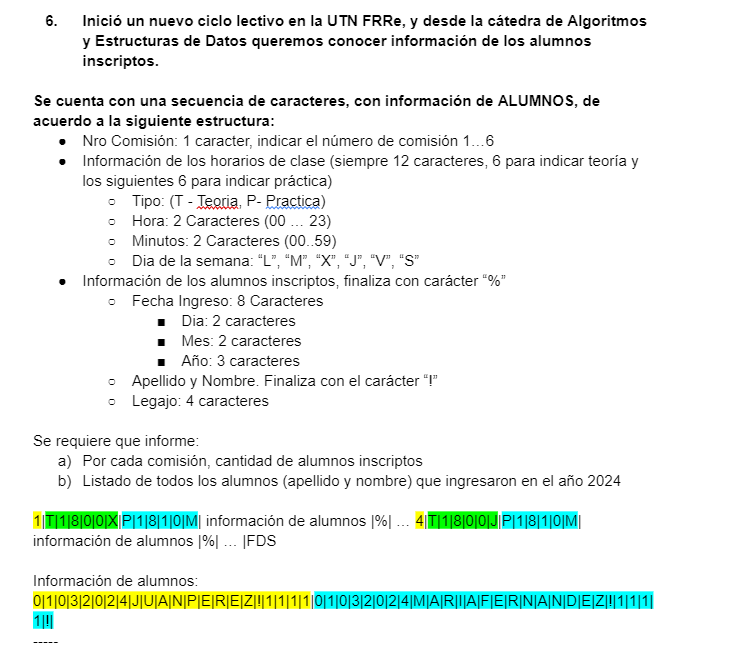 6. Inició un nuevo ciclo lectivo en la UTN FRRe, y desde la cátedra de Algoritmos
y Estructuras de Datos queremos conocer información de los alumnos
inscriptos.
Se cuenta con una secuencia de caracteres, con información de ALUMNOS, de
acuerdo a la siguiente estructura:
● Nro Comisión: 1 caracter, indicar el número de comisión 1...6
● Información de los horarios de clase (siempre 12 caracteres, 6 para indicar teoría y
los siguientes 6 para indicar práctica)
○ Tipo: (T - Teoria, P- Practica)
○ Hora: 2 Caracteres (00 ... 23)
○ Minutos: 2 Caracteres (00..59)
○ Dia de la semana: “L”, “M”, “X”, “J”, “V”, “S”
● Información de los alumnos inscriptos, finaliza con carácter “%”
○ Fecha Ingreso: 8 Caracteres
■ Dia: 2 caracteres
■ Mes: 2 caracteres
■ Año: 3 caracteres
○ Apellido y Nombre. Finaliza con el carácter “!”
○ Legajo: 4 caracteres
Se requiere que informe:
a) Por cada comisión, cantidad de alumnos inscriptos
b) Listado de todos los alumnos (apellido y nombre) que ingresaron en el año 2024
1|T|1|8|0|0|X|P|1|8|1|0|M| información de alumnos |%| ... 4|T|1|8|0|0|J|P|1|8|1|0|M|
información de alumnos |%| ... |FDS
Información de alumnos:
0|1|0|3|2|0|2|4|J|U|A|N|P|E|R|E|Z|!|1|1|1|1|0|1|0|3|2|0|2|4|M|A|R|I|A|F|E|R|N|A|N|D|E|Z|!|1|1|1|
1|!|
-----